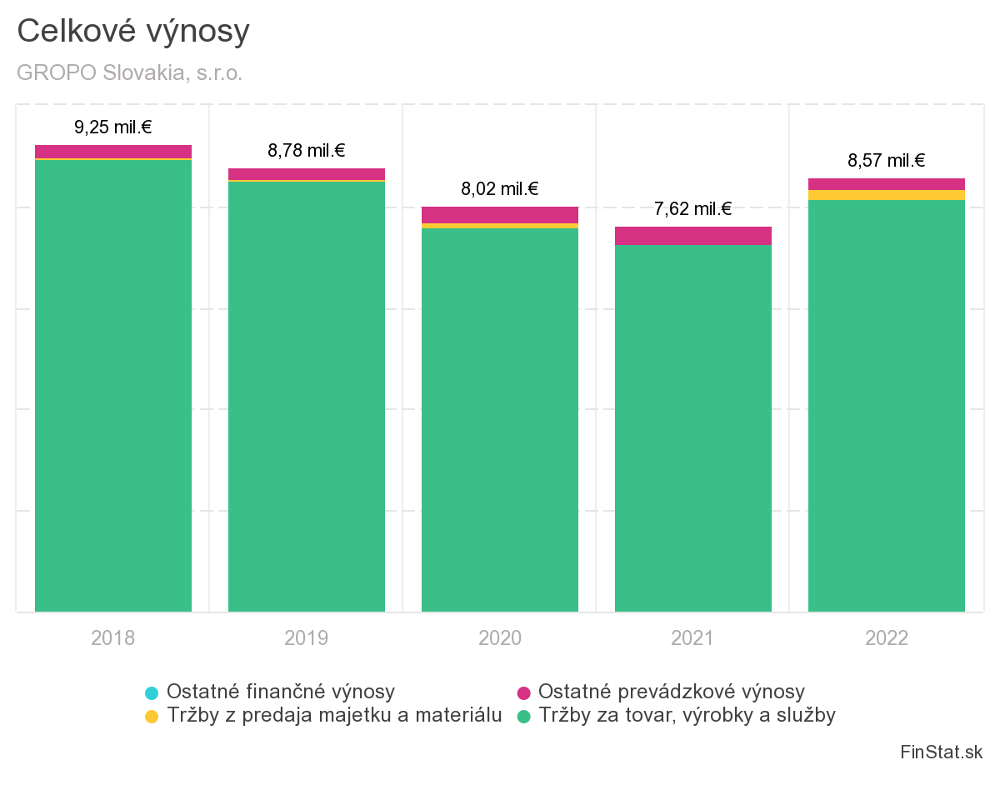 Celkové výnosy
GROPO Slovakia, s.r.o.
9,25 mil.€
8,78 mil.€
8,02 mil.€
7,62 mil.€
8,57 mil.€
2018 2019 2020 2021 2022
Ostatné finančné výnosy Ostatné prevádzkové výnosy
Tržby z predaja majetku a materiálu Tržby za tovar, výrobky a služby
FinStat.sk